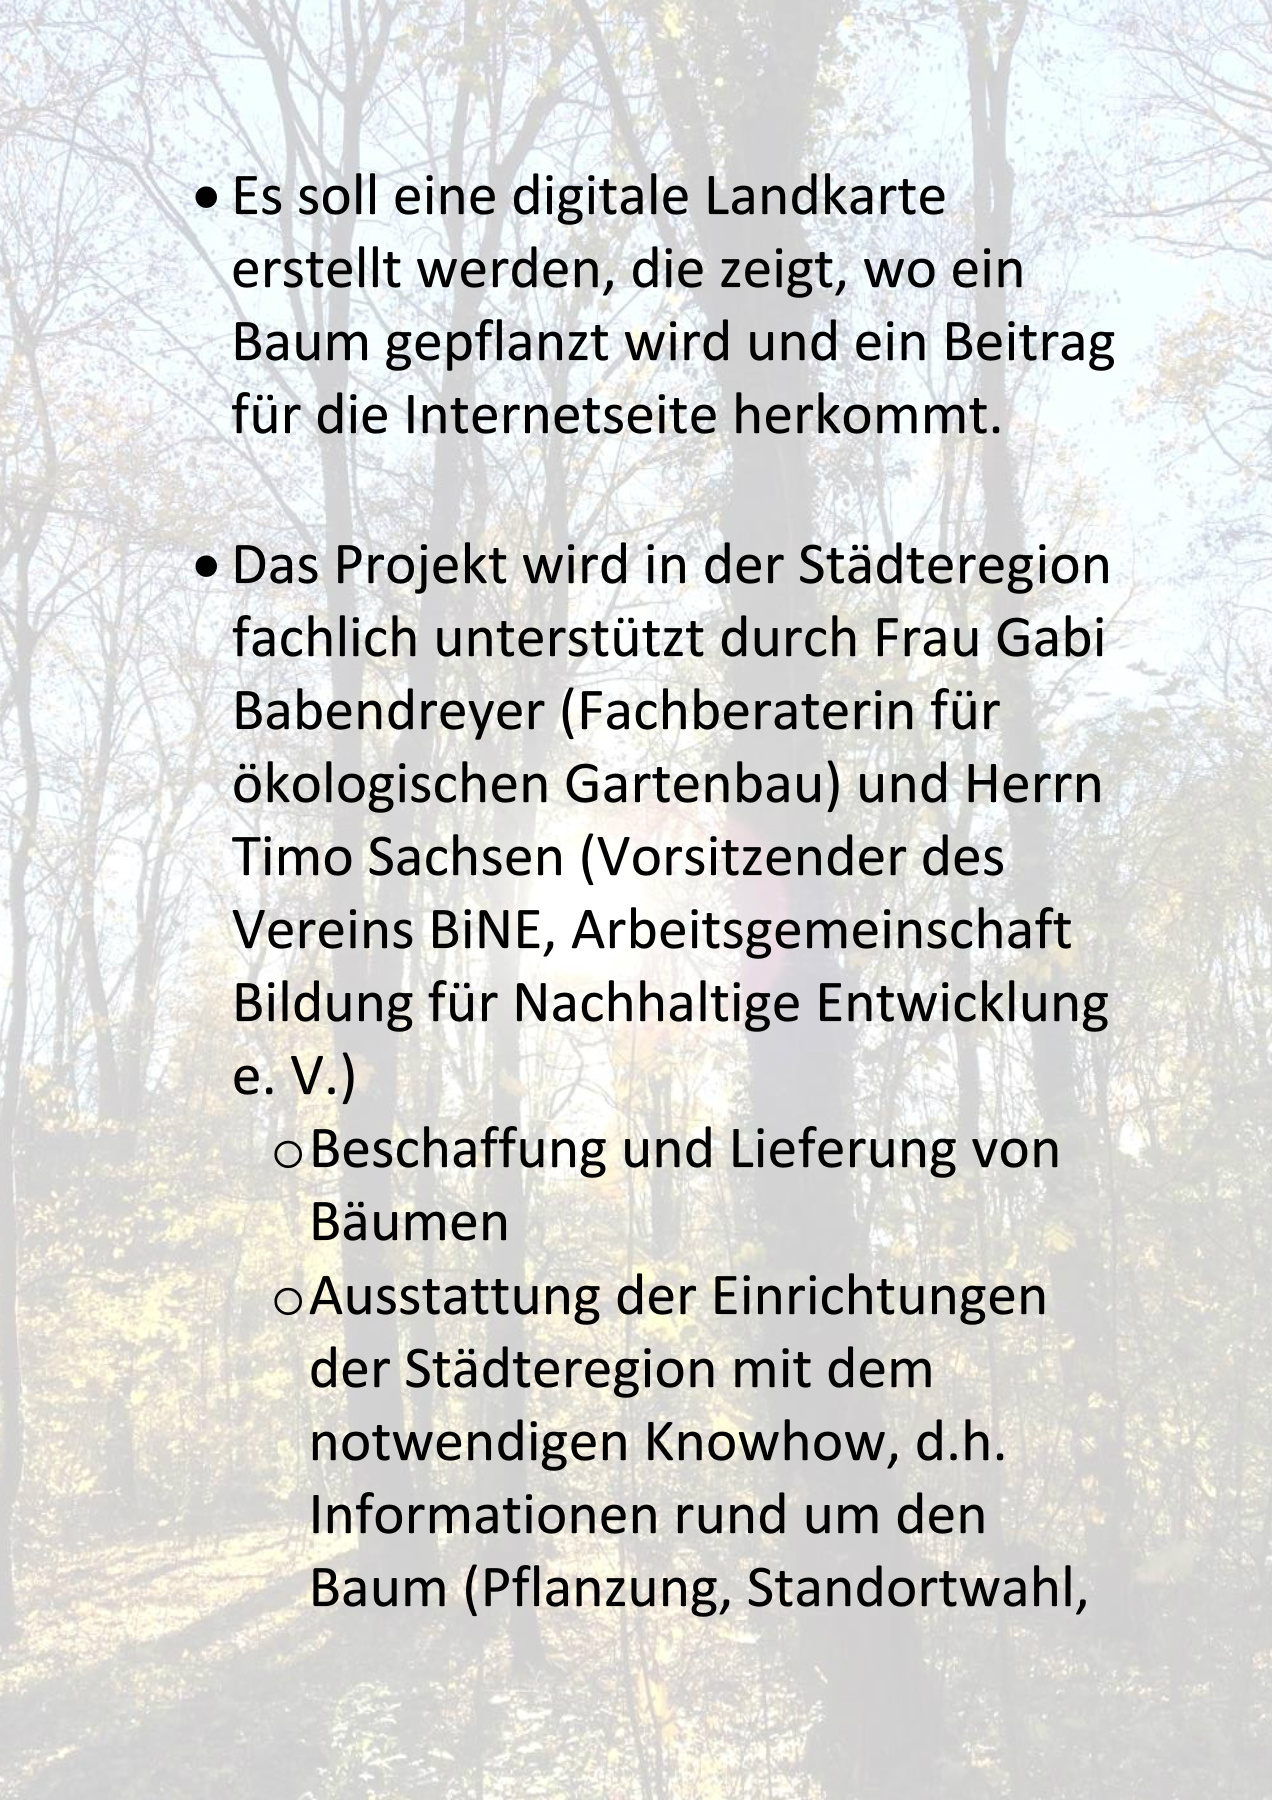 • Es soll eine digitale Landkarte
erstellt werden, die zeigt, wo ein
Baum gepflanzt wird und ein Beitrag
für die Internetseite herkommt.
• Das Projekt wird in der Städteregion
fachlich unterstützt durch Frau Gabi
Babendreyer (Fachberaterin für
ökologischen Gartenbau) und Herrn
Timo Sachsen (Vorsitzender des
Vereins BiNE, Arbeitsgemeinschaft
Bildung für Nachhaltige Entwicklung
e. V.)
o Beschaffung und Lieferung von
Bäumen
o Ausstattung der Einrichtungen
der Städteregion mit dem
notwendigen Knowhow, d.h.
Informationen rund um den
Baum (Pflanzung, Standortwahl,